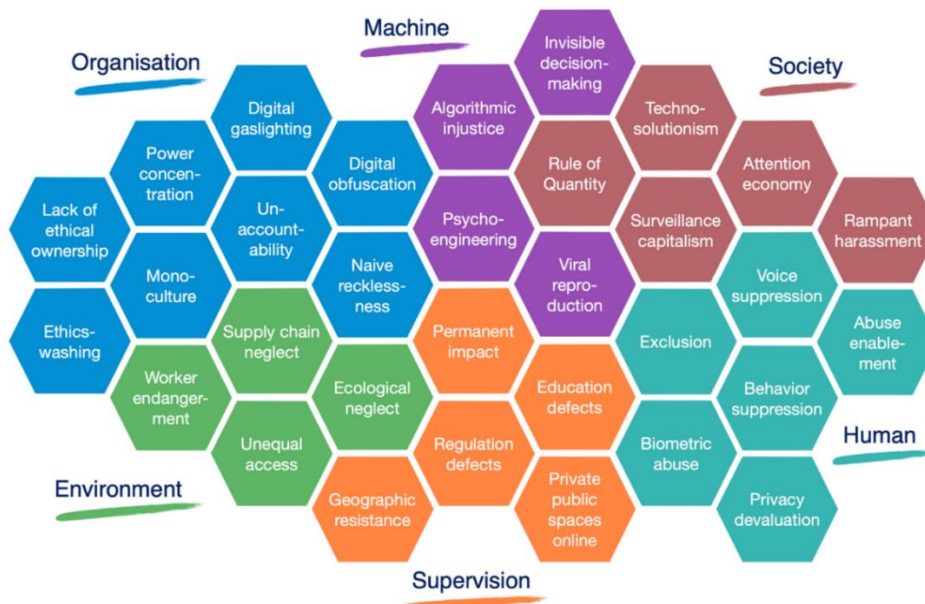 Organisation
Machine
Society
Environment
Supervision
Human
Lack of
ethical
ownership
Ethics-
washing
Power
concen-
tration
Mono-
culture
Digital
gaslighting
Un-
account-
ability
Digital
obfuscation
Naive
reckless-
ness
Worker
endanger-
ment
Supply chain
neglect
Unequal
access
Ecological
neglect
Algorithmic
injustice
Psycho-
engineering
Invisible
decision-
making
Viral
repro-
duction
Rule of
Quantity
Techno-
solutionism
Surveillance
capitalism
Attention
economy
Rampant
harassment
Permanent
impact
Education
defects
Regulation
defects
Geographic
resistance
Private
public
spaces
online
Voice
suppression
Exclusion
Abuse
enable-
ment
Behavior
suppression
Biometric
abuse
Privacy
devaluation